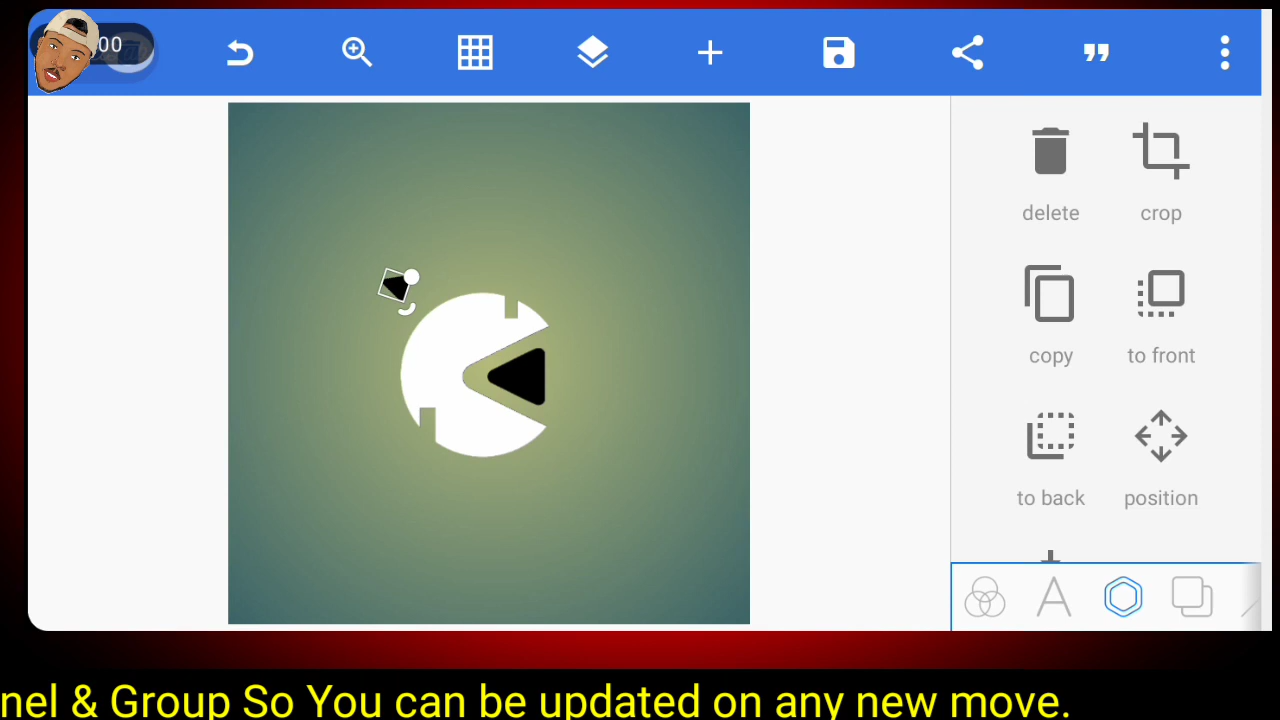 00
delete
crop
copy
to front
to back
position
nel & Group So You can be updated on any new move.